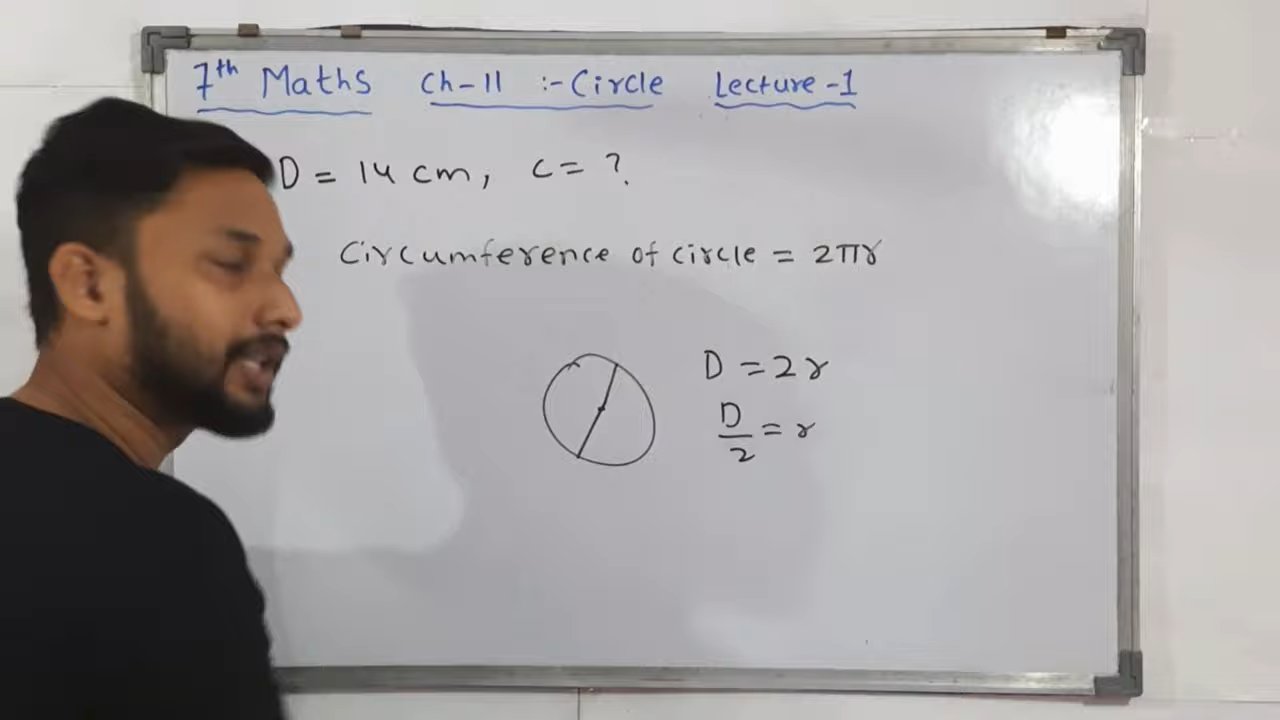 7th Maths Ch-11 :- Circle Lecture-1
D = 14 cm, C = ?
Circumference of circle = 2πr
D = 2r
D/2 = r